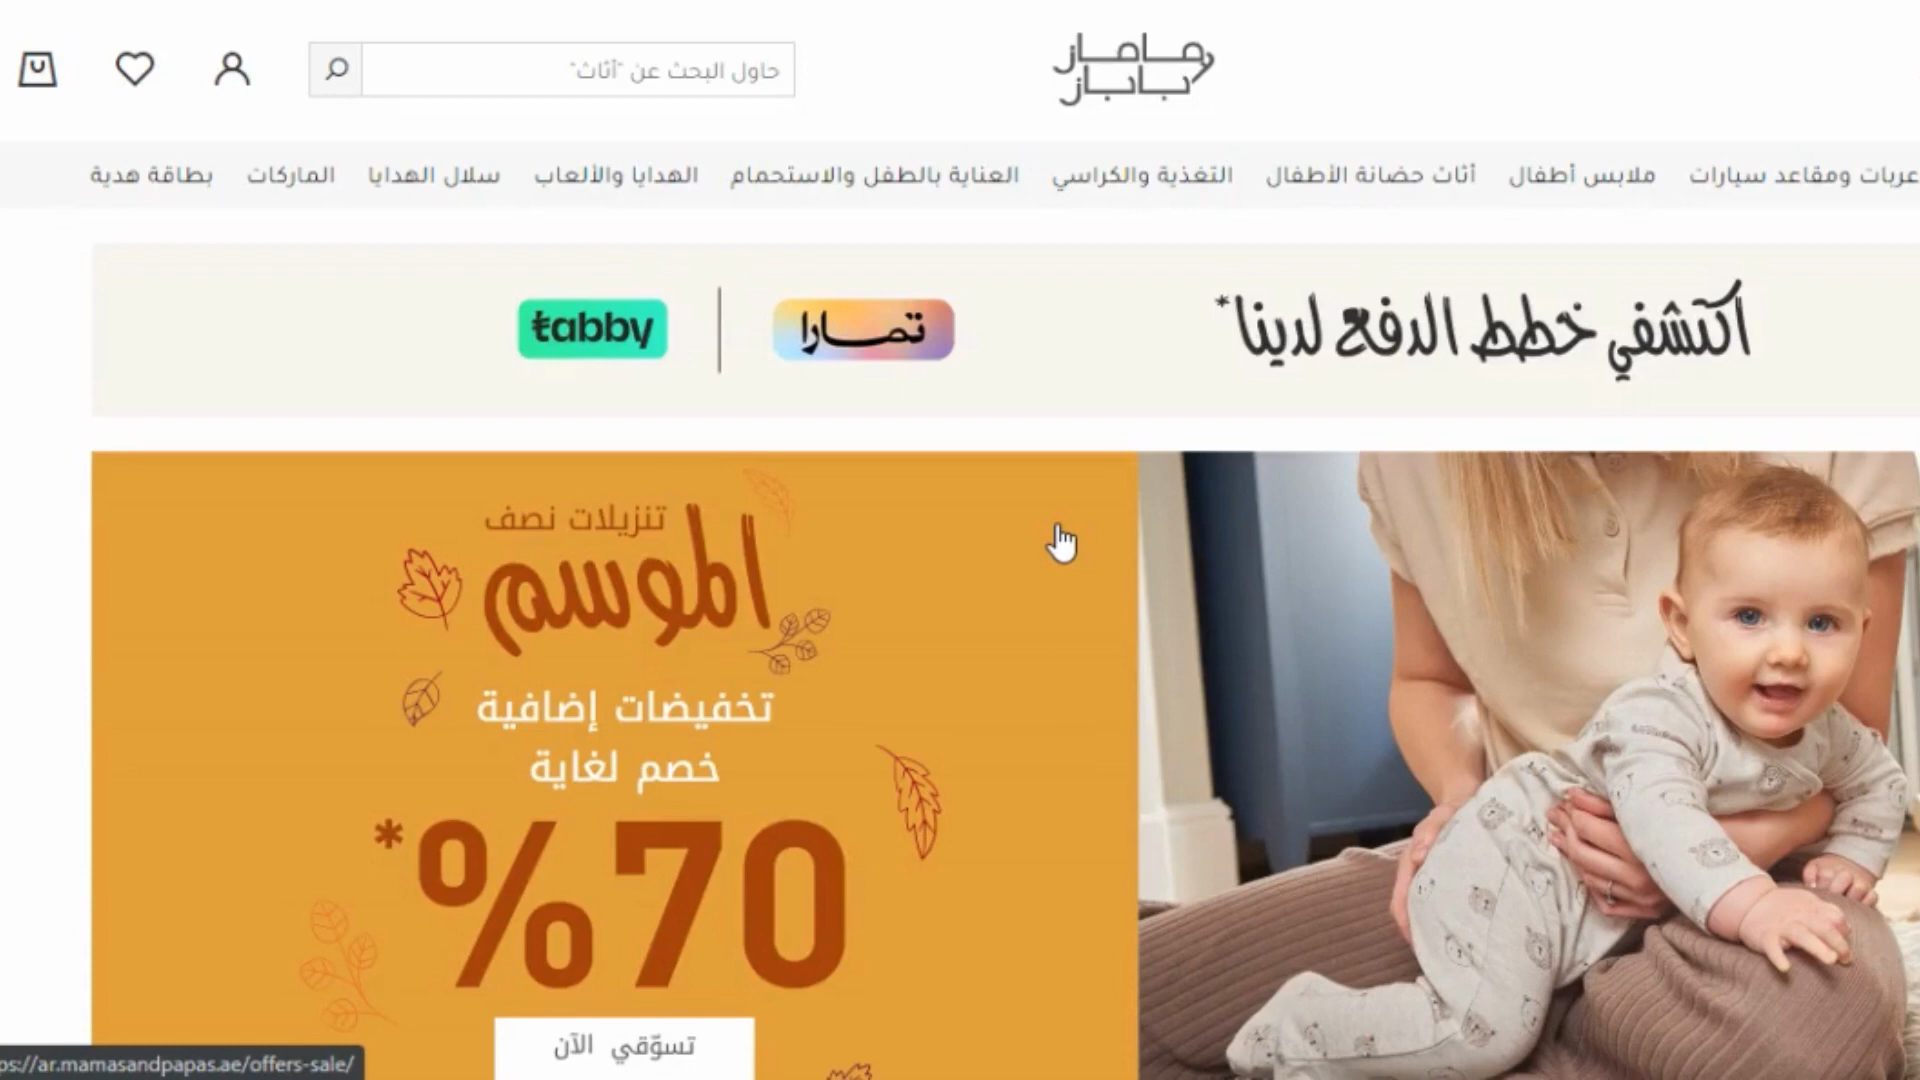 حاول البحث عن "أثاث"
ماماز
باباز
عربات ومقاعد سيارات
ملابس أطفال
أثاث حضانة الأطفال
التغذية والكراسي
العناية بالطفل والاستحمام
الهدايا والألعاب
سلال الهدايا
الماركات
بطاقة هدية
اكتشفي خطط الدفع لدينا*
تمارا
tabby
تنزيلات نصف
الموسم
تخفيضات إضافية
خصم لغاية
%70*
تسوّقي الآن
ps://ar.mamasandpapas.ae/offers-sale/